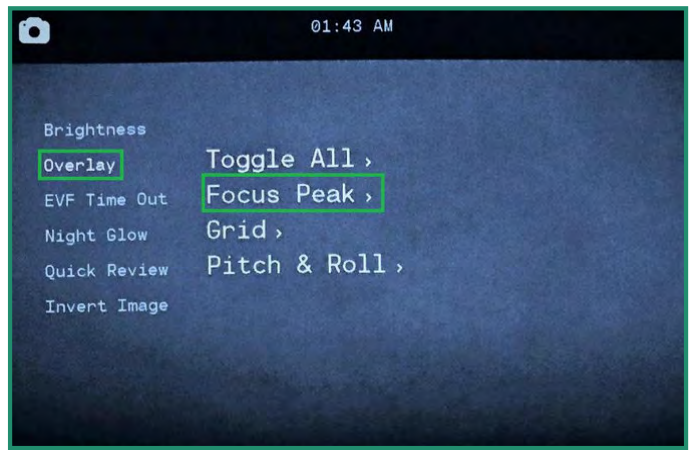 01:43 AM
Brightness
Overlay
EVF Time Out
Night Glow
Quick Review
Invert Image
Toggle All ›
Focus Peak ›
Grid ›
Pitch & Roll ›